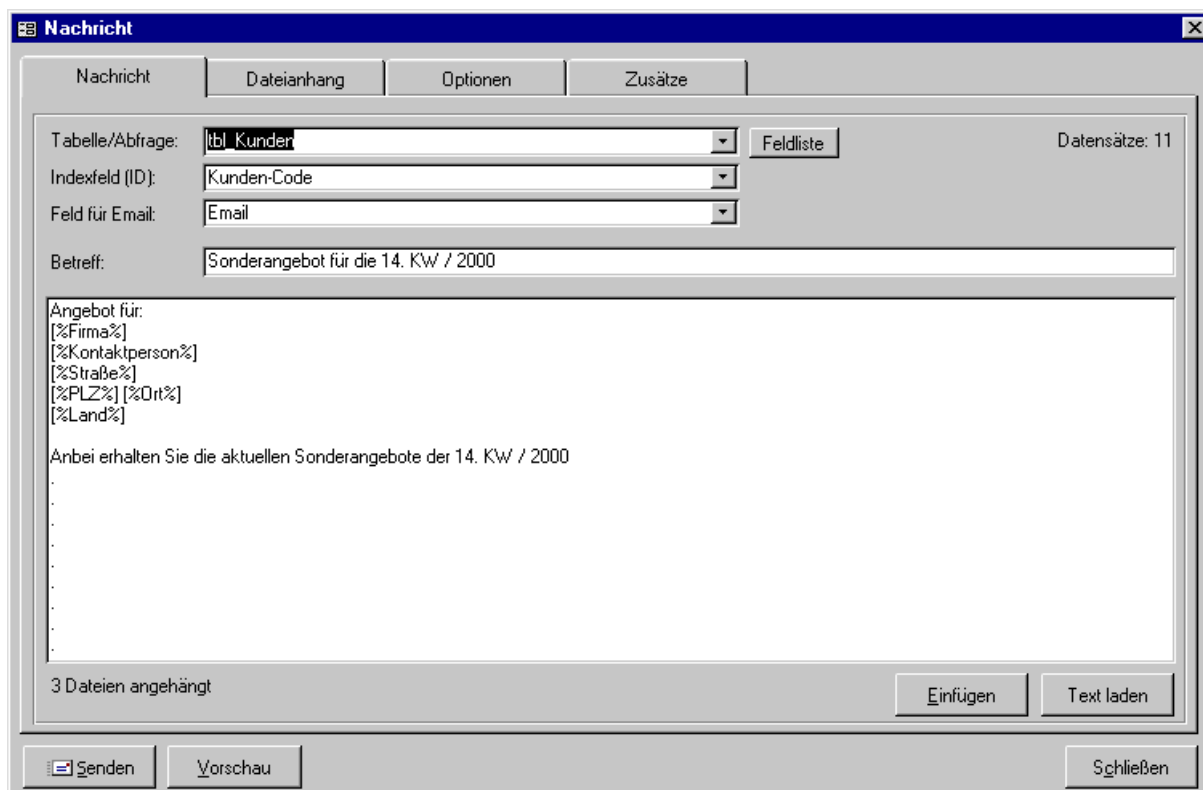 Nachricht
Nachricht Dateianhang Optionen Zusätze
Tabelle/Abfrage: tbl_Kunden Feldliste Datensätze: 11
Indexfeld (ID): Kunden-Code
Feld für Email: Email
Betreff: Sonderangebot für die 14. KW / 2000
Angebot für:
[%Firma%]
[%Kontaktperson%]
[%Straße%]
[%PLZ%] [%Ort%]
[%Land%]
Anbei erhalten Sie die aktuellen Sonderangebote der 14. KW / 2000
.
.
.
.
.
.
.
.
.
3 Dateien angehängt Einfügen Text laden
Senden Vorschau Schließen